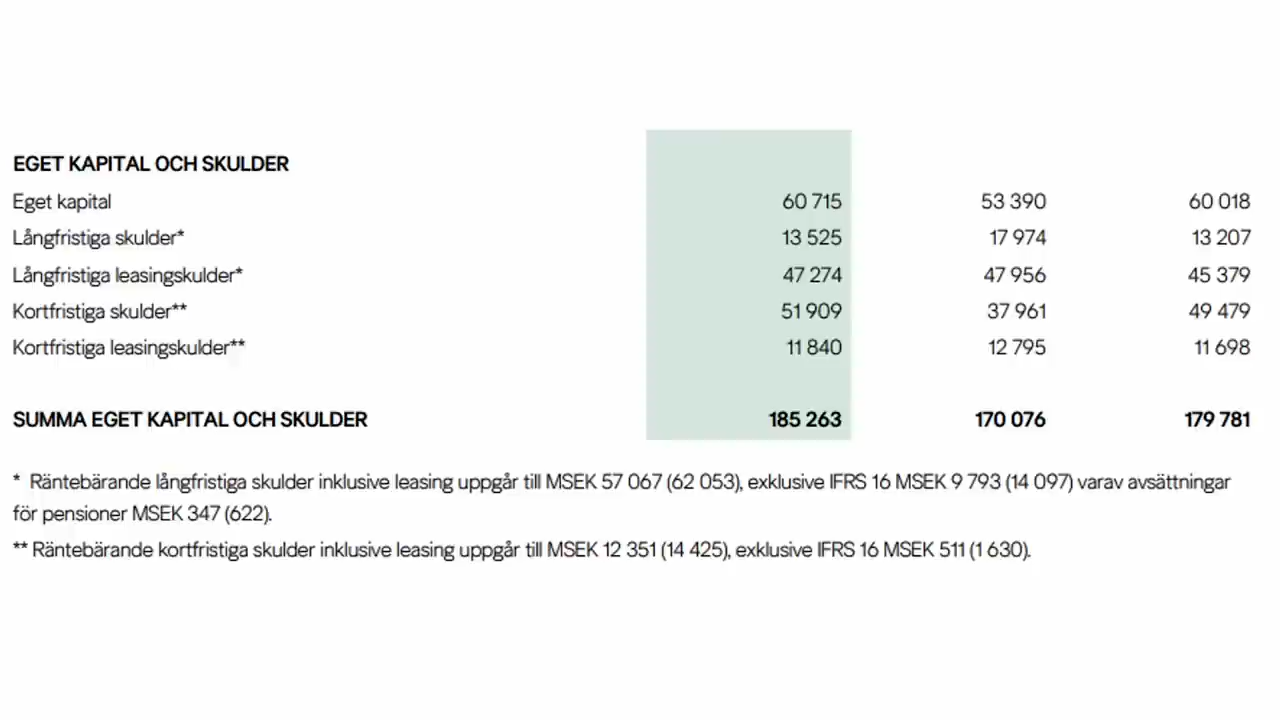 EGET KAPITAL OCH SKULDER
Eget kapital 60 715 53 390 60 018
Långfristiga skulder* 13 525 17 974 13 207
Långfristiga leasingskulder* 47 274 47 956 45 379
Kortfristiga skulder** 51 909 37 961 49 479
Kortfristiga leasingskulder** 11 840 12 795 11 698
SUMMA EGET KAPITAL OCH SKULDER 185 263 170 076 179 781
* Räntebärande långfristiga skulder inklusive leasing uppgår till MSEK 57 067 (62 053), exklusive IFRS 16 MSEK 9 793 (14 097) varav avsättningar
för pensioner MSEK 347 (622).
** Räntebärande kortfristiga skulder inklusive leasing uppgår till MSEK 12 351 (14 425), exklusive IFRS 16 MSEK 511 (1 630).